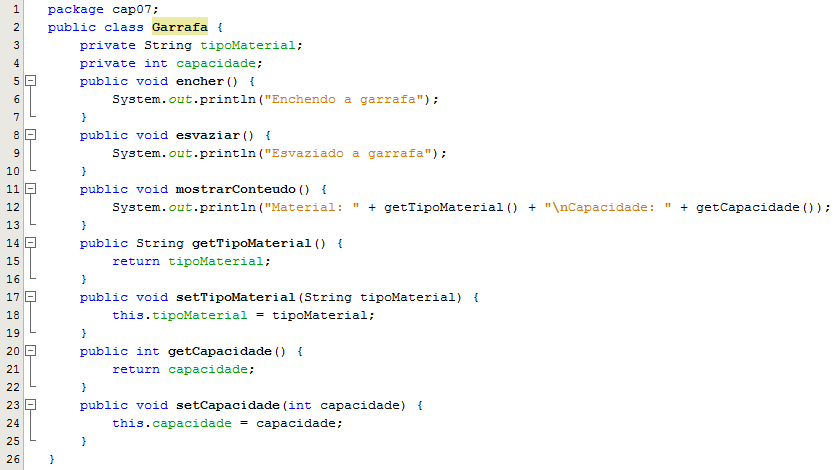 1 package cap07;
2 public class Garrafa {
3     private String tipoMaterial;
4     private int capacidade;
5     public void encher() {
6         System.out.println("Enchendo a garrafa");
7     }
8     public void esvaziar() {
9         System.out.println("Esvaziado a garrafa");
10     }
11     public void mostrarConteudo() {
12         System.out.println("Material: " + getTipoMaterial() + "\nCapacidade: " + getCapacidade());
13     }
14     public String getTipoMaterial() {
15         return tipoMaterial;
16     }
17     public void setTipoMaterial(String tipoMaterial) {
18         this.tipoMaterial = tipoMaterial;
19     }
20     public int getCapacidade() {
21         return capacidade;
22     }
23     public void setCapacidade(int capacidade) {
24         this.capacidade = capacidade;
25     }
26 }